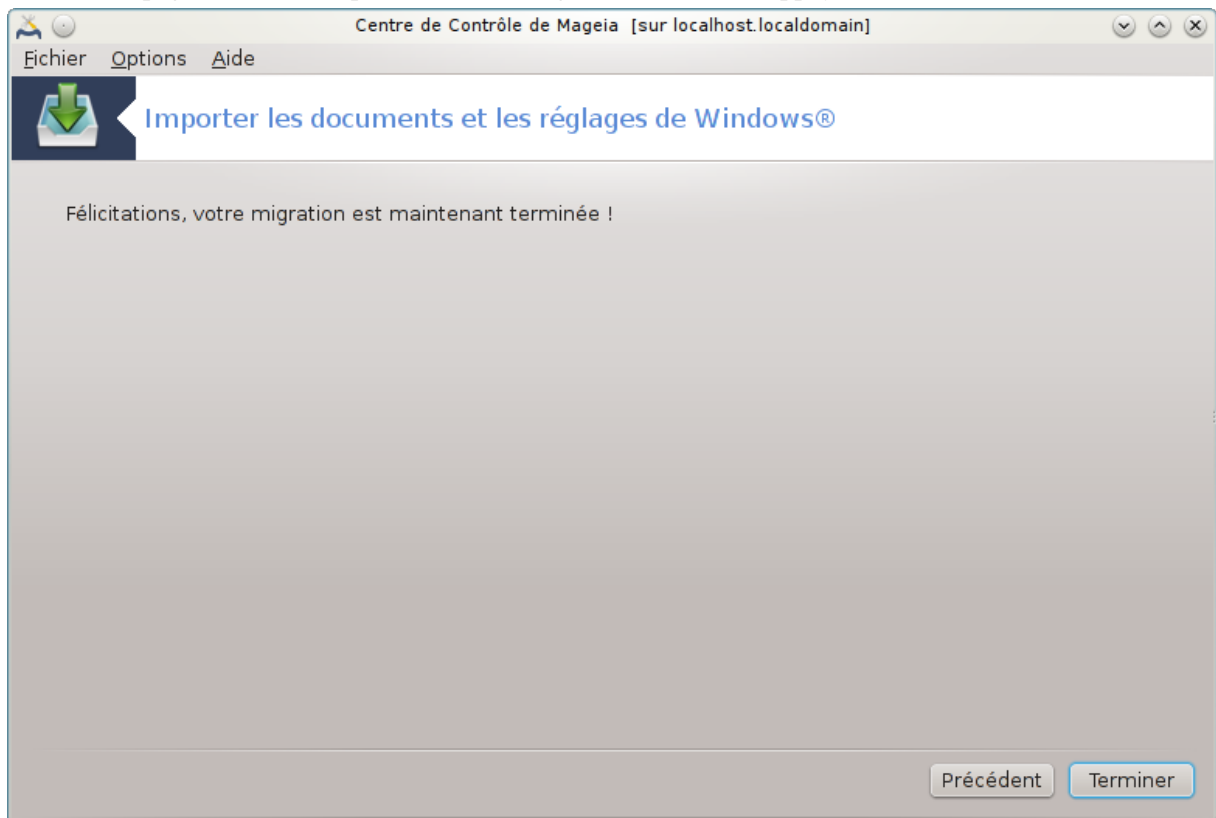 Centre de Contrôle de Mageia [sur localhost.localdomain]
Fichier Options Aide
Importer les documents et les réglages de Windows®
Félicitations, votre migration est maintenant terminée !
Précédent Terminer